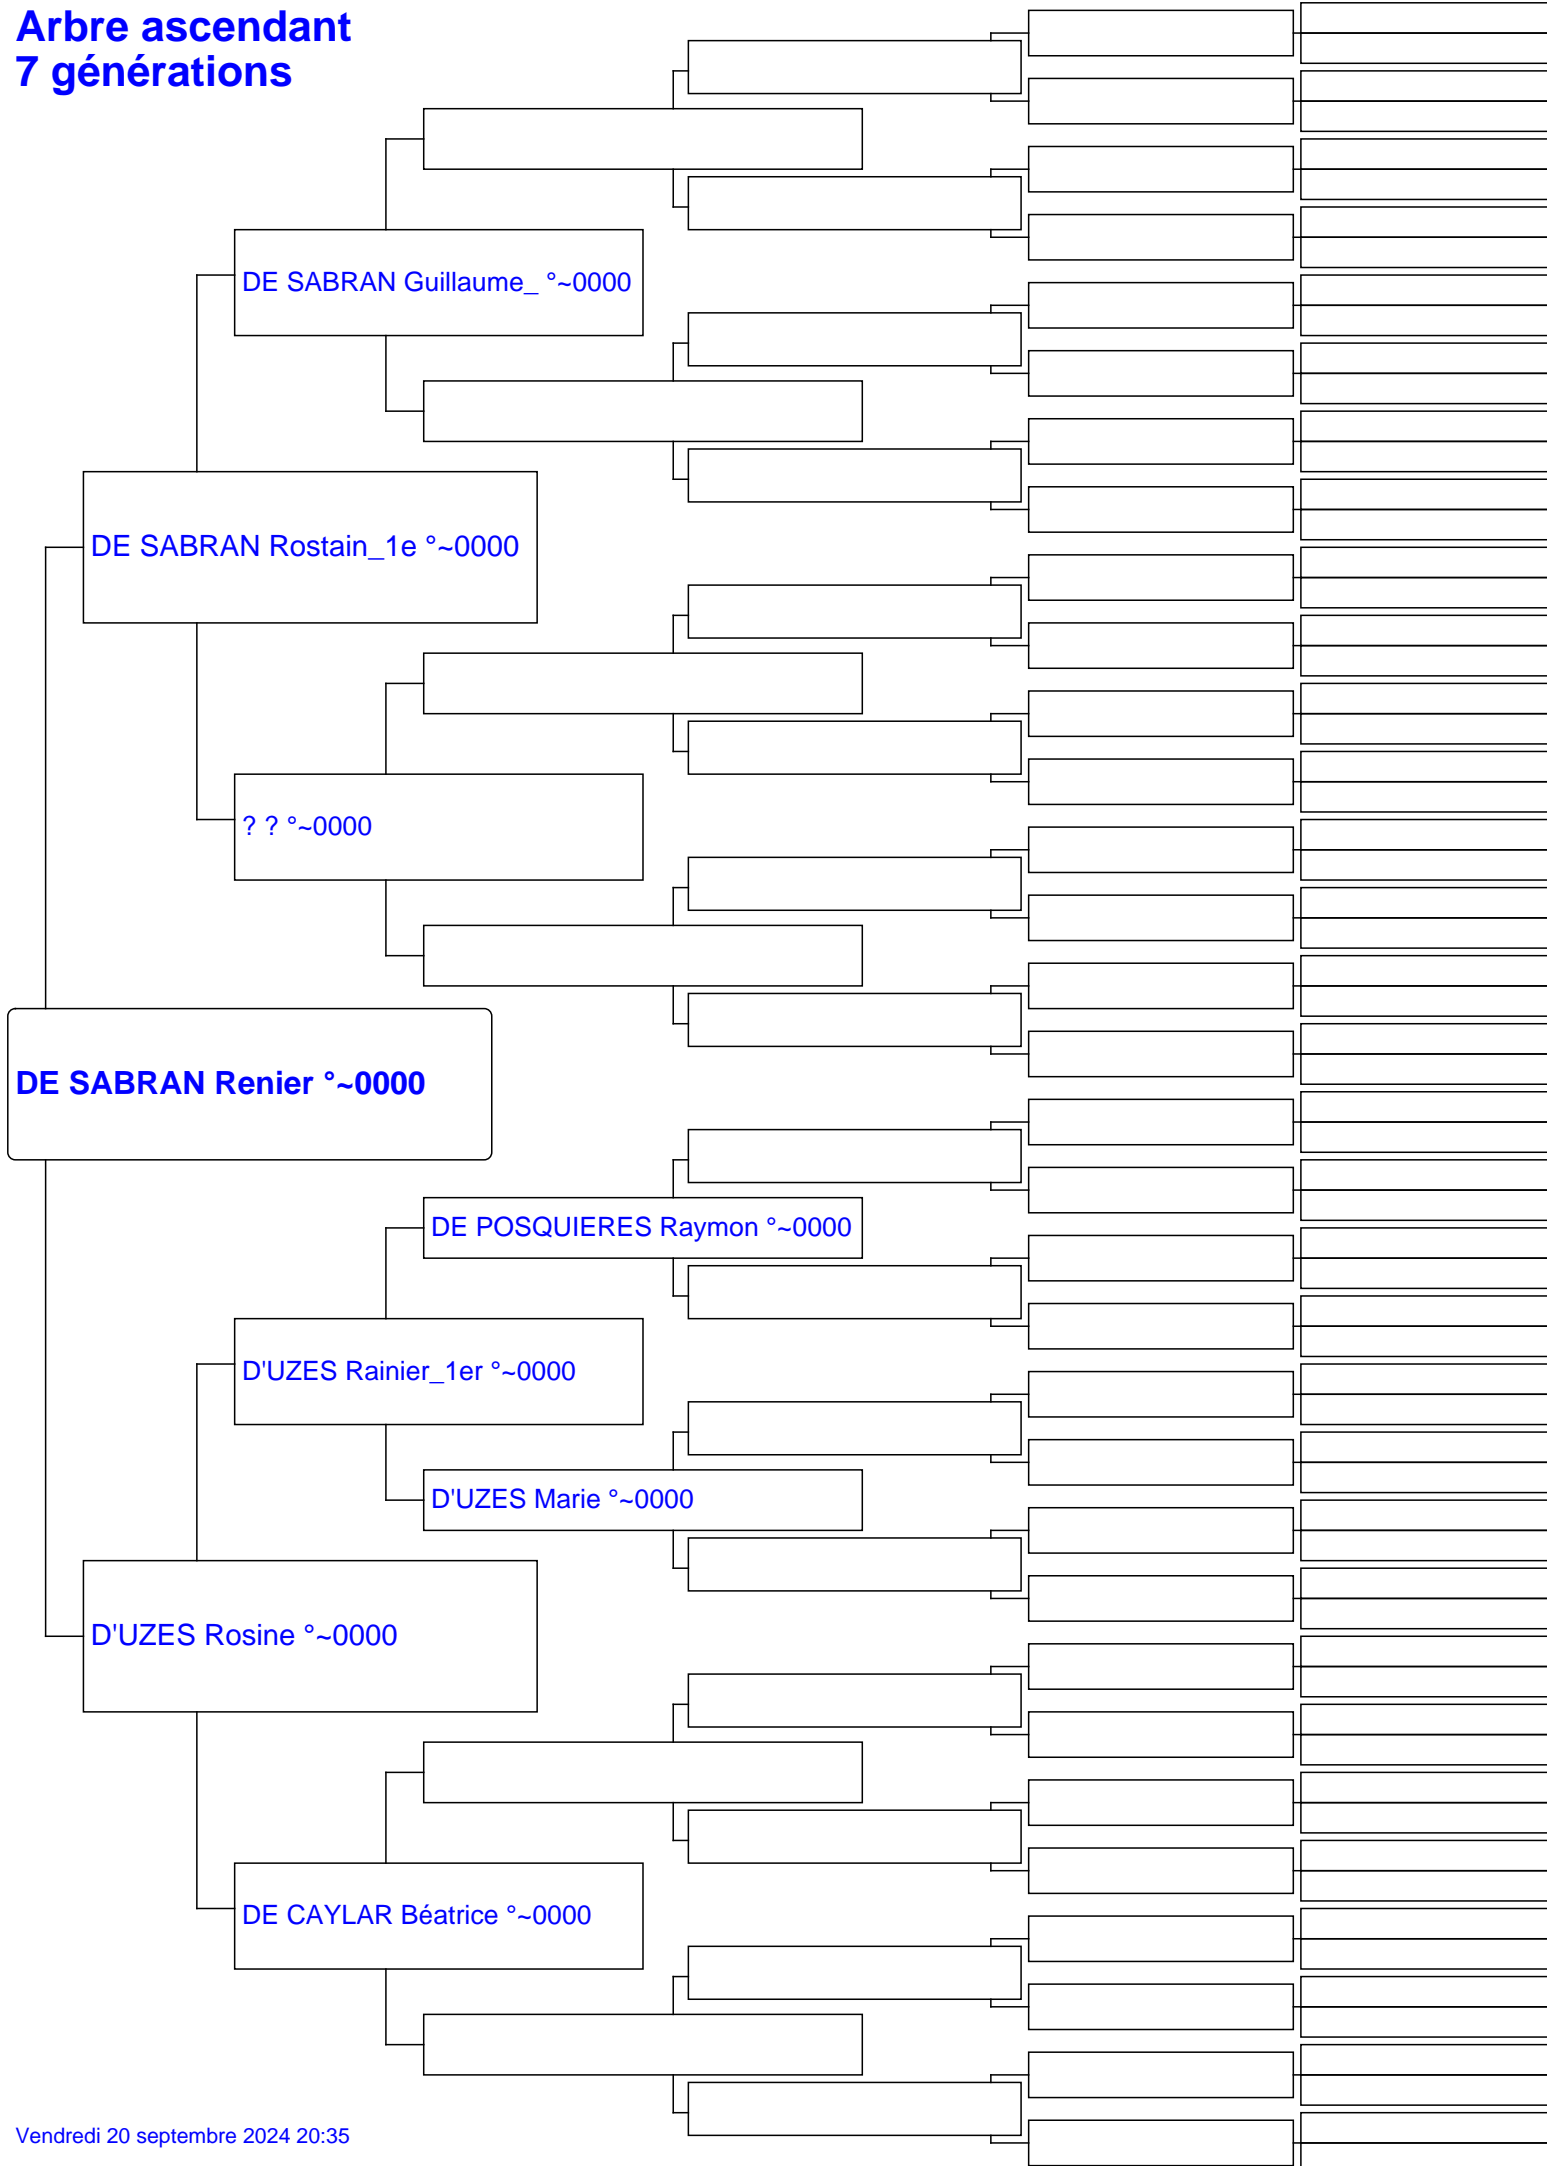 Arbre ascendant
7 générations
DE SABRAN Guillaume_ °~0000
DE SABRAN Rostain_1e °~0000
? ? °~0000
DE SABRAN Renier °~0000
DE POSQUIERES Raymon °~0000
D'UZES Rainier_1er °~0000
D'UZES Marie °~0000
D'UZES Rosine °~0000
DE CAYLAR Béatrice °~0000
Vendredi 20 septembre 2024 20:35